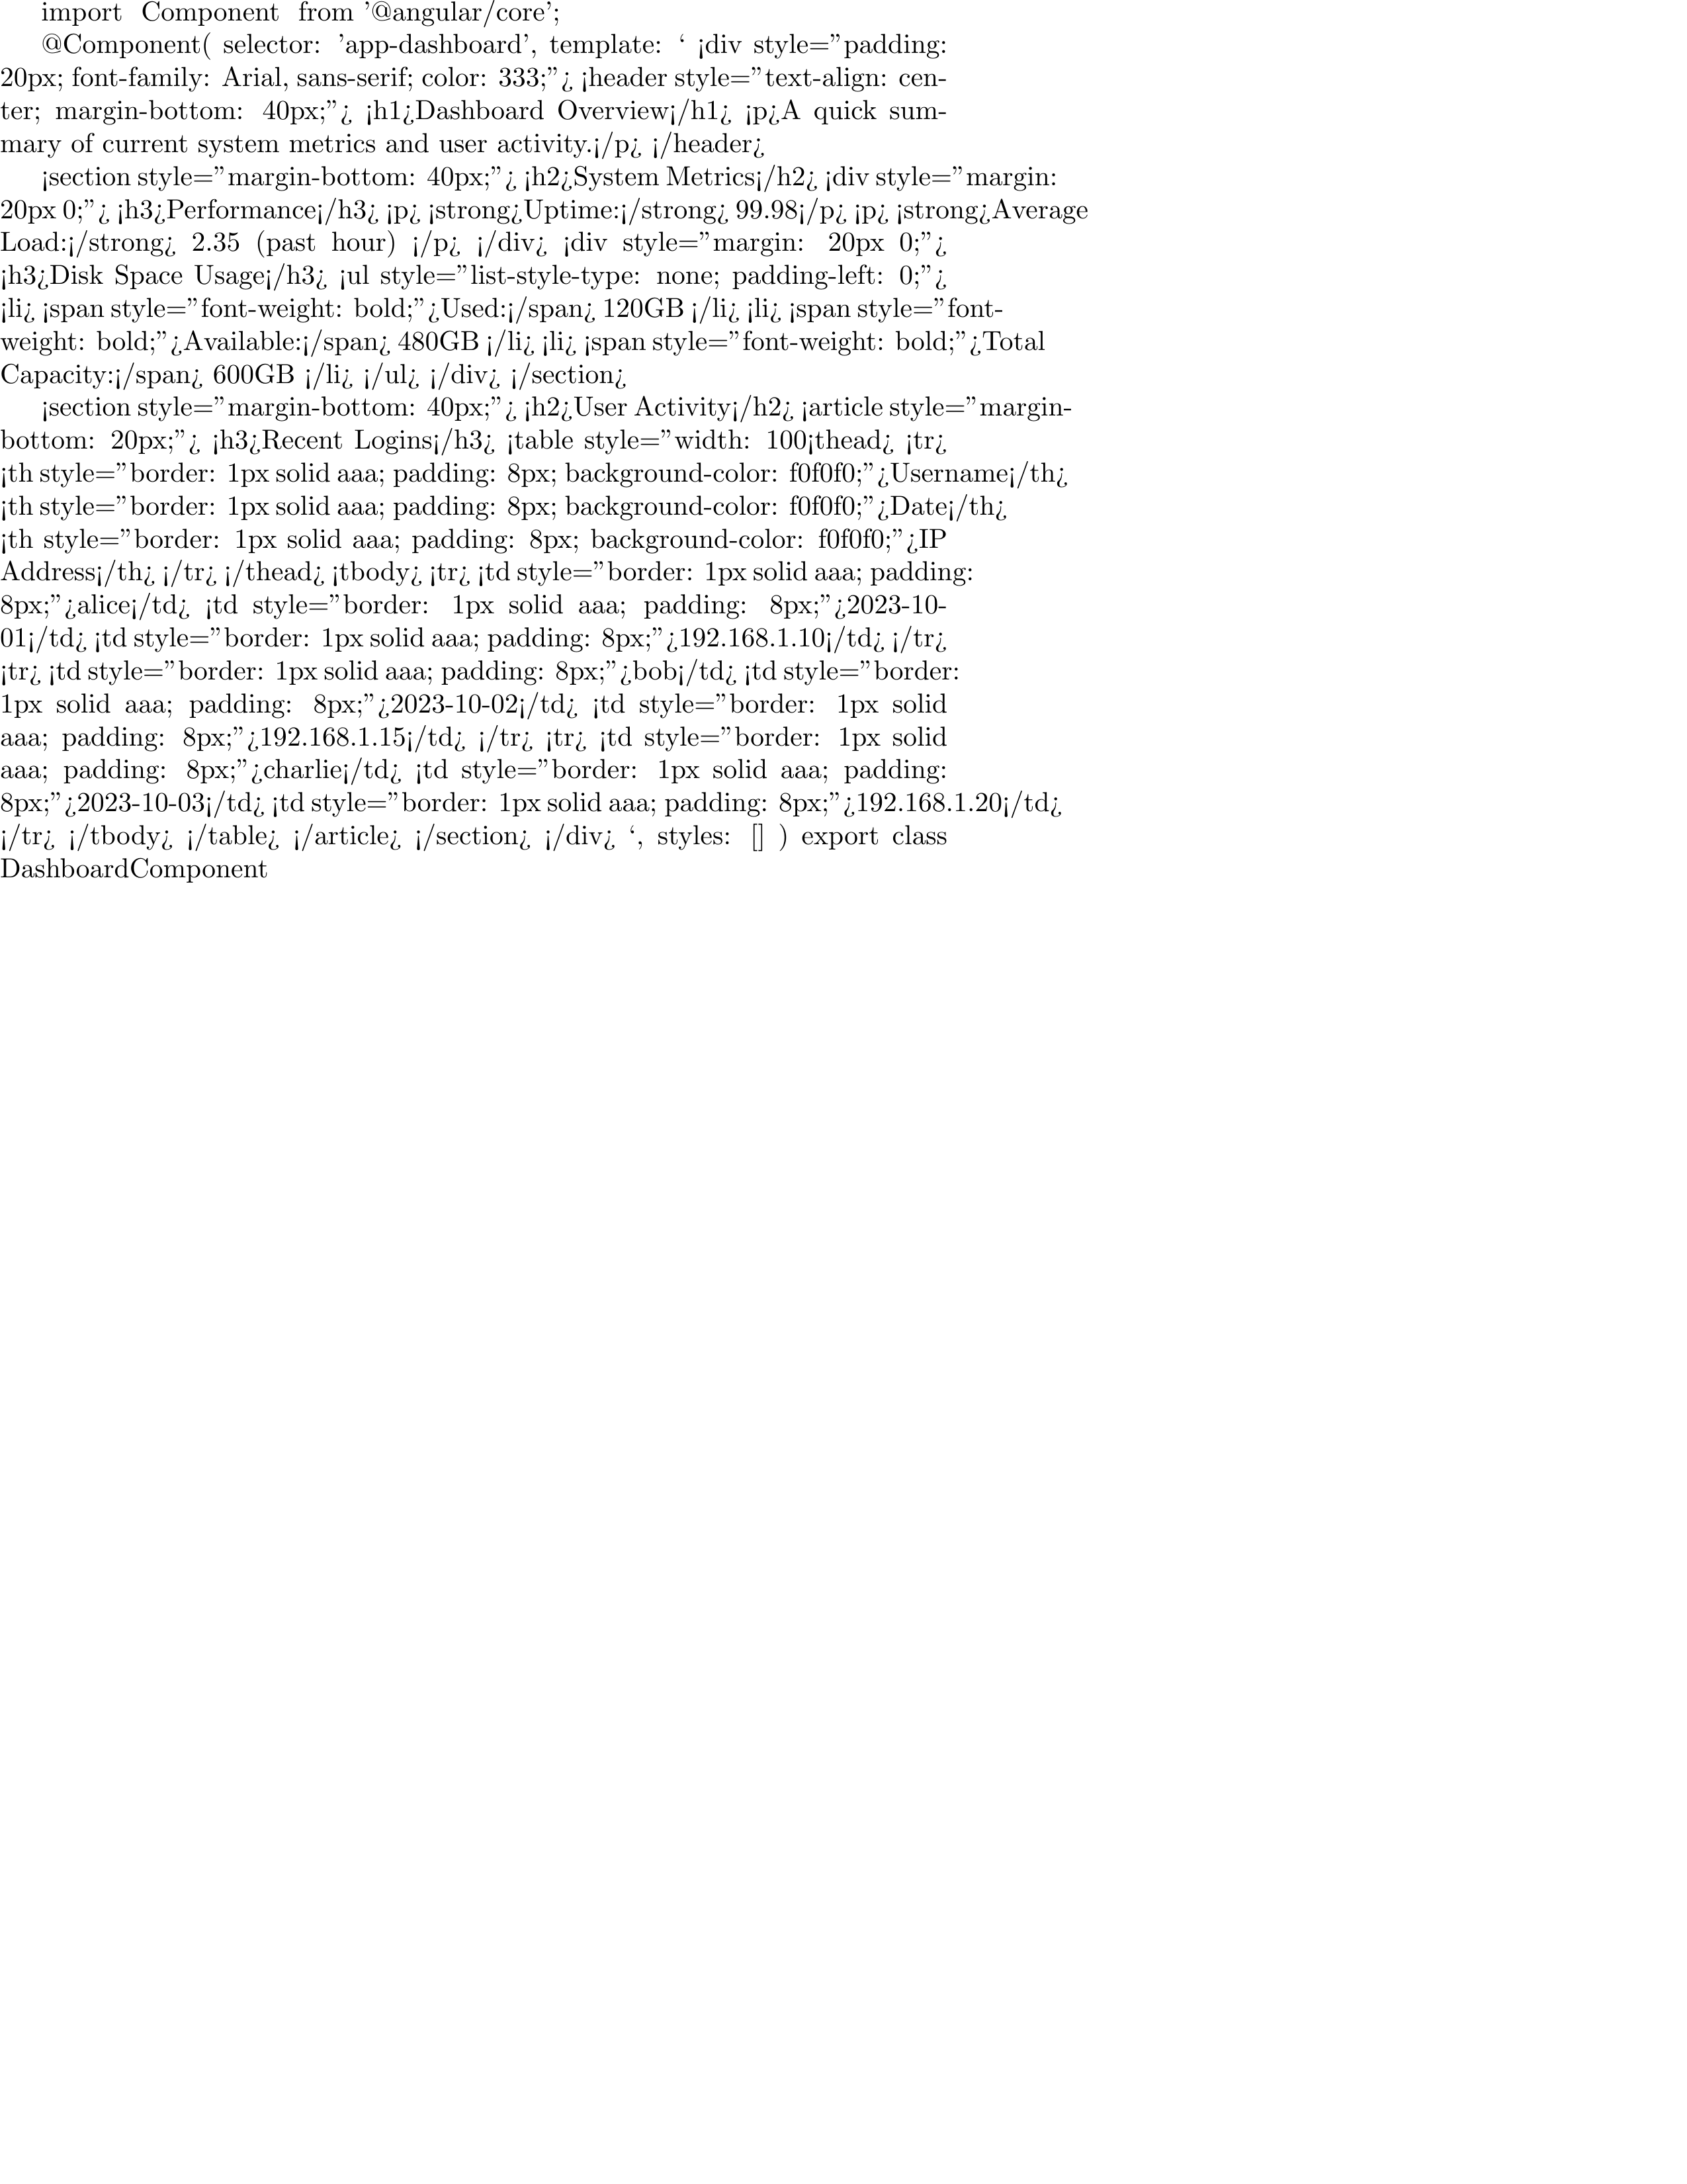 import Component from ’@angular/core’;
@Component( selector: ’app-dashboard’, template: ‘ ¡div style=”padding:
20px; font-family: Arial, sans-serif; color: 333;”¿ ¡header style=”text-align: cen-
ter; margin-bottom: 40px;”¿ ¡h1¿Dashboard Overview¡/h1¿ ¡p¿A quick sum-
mary of current system metrics and user activity.¡/p¿ ¡/header¿
¡section style=”margin-bottom: 40px;”¿ ¡h2¿System Metrics¡/h2¿ ¡div style=”margin:
20px 0;”¿ ¡h3¿Performance¡/h3¿ ¡p¿ ¡strong¿Uptime:¡/strong¿ 99.98¡/p¿ ¡p¿ ¡strong¿Average
Load:¡/strong¿ 2.35 (past hour) ¡/p¿ ¡/div¿ ¡div style=”margin: 20px 0;”¿
¡h3¿Disk Space Usage¡/h3¿ ¡ul style=”list-style-type: none; padding-left: 0;”¿
¡li¿ ¡span style=”font-weight: bold;”¿Used:¡/span¿ 120GB ¡/li¿ ¡li¿ ¡span style=”font-
weight: bold;”¿Available:¡/span¿ 480GB ¡/li¿ ¡li¿ ¡span style=”font-weight: bold;”¿Total
Capacity:¡/span¿ 600GB ¡/li¿ ¡/ul¿ ¡/div¿ ¡/section¿
¡section style=”margin-bottom: 40px;”¿ ¡h2¿User Activity¡/h2¿ ¡article style=”margin-
bottom: 20px;”¿ ¡h3¿Recent Logins¡/h3¿ ¡table style=”width: 100¡thead¿ ¡tr¿
¡th style=”border: 1px solid aaa; padding: 8px; background-color: f0f0f0;”¿Username¡/th¿
¡th style=”border: 1px solid aaa; padding: 8px; background-color: f0f0f0;”¿Date¡/th¿
¡th style=”border: 1px solid aaa; padding: 8px; background-color: f0f0f0;”¿IP
Address¡/th¿ ¡/tr¿ ¡/thead¿ ¡tbody¿ ¡tr¿ ¡td style=”border: 1px solid aaa; padding:
8px;”¿alice¡/td¿ ¡td style=”border: 1px solid aaa; padding: 8px;”¿2023-10-
01¡/td¿ ¡td style=”border: 1px solid aaa; padding: 8px;”¿192.168.1.10¡/td¿ ¡/tr¿
¡tr¿ ¡td style=”border: 1px solid aaa; padding: 8px;”¿bob¡/td¿ ¡td style=”border:
1px solid aaa; padding: 8px;”¿2023-10-02¡/td¿ ¡td style=”border: 1px solid
aaa; padding: 8px;”¿192.168.1.15¡/td¿ ¡/tr¿ ¡tr¿ ¡td style=”border: 1px solid
aaa; padding: 8px;”¿charlie¡/td¿ ¡td style=”border: 1px solid aaa; padding:
8px;”¿2023-10-03¡/td¿ ¡td style=”border: 1px solid aaa; padding: 8px;”¿192.168.1.20¡/td¿
¡/tr¿ ¡/tbody¿ ¡/table¿ ¡/article¿ ¡/section¿ ¡/div¿ ‘, styles: [] ) export class
DashboardComponent